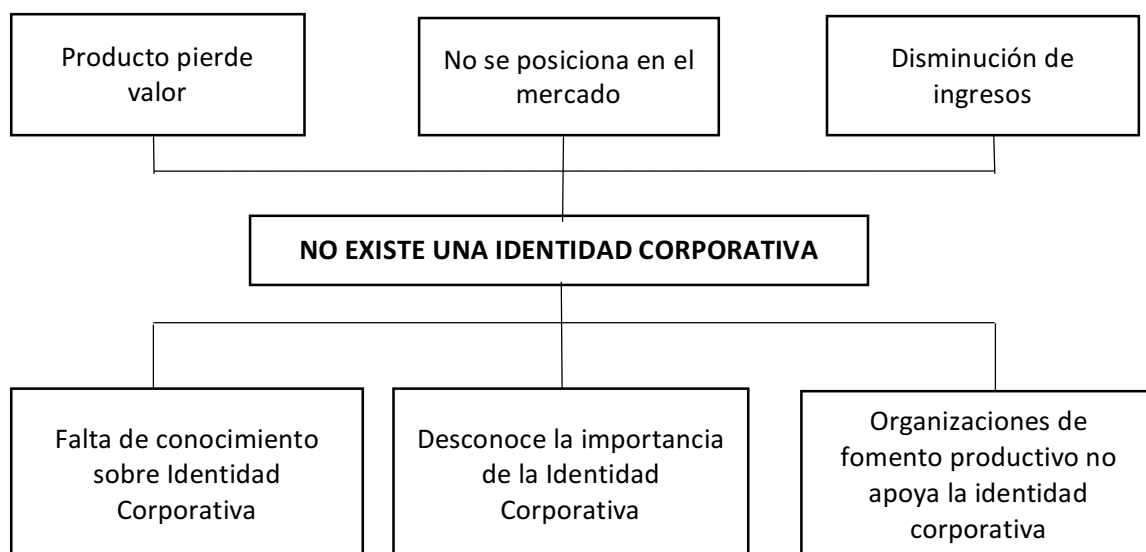 Producto pierde
valor
No se posiciona en el
mercado
Disminución de
ingresos
NO EXISTE UNA IDENTIDAD CORPORATIVA
Falta de conocimiento
sobre Identidad
Corporativa
Desconoce la importancia
de la Identidad
Corporativa
Organizaciones de
fomento productivo no
apoya la identidad
corporativa